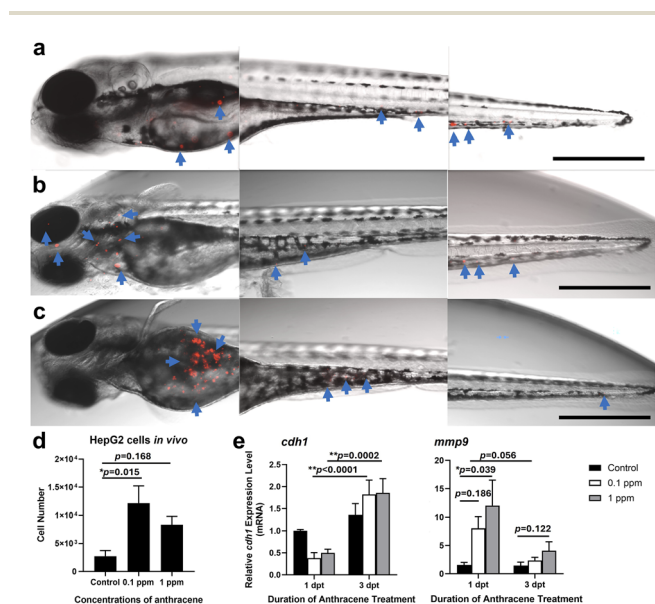 a
b
c
d
HepG2 cells in vivo
*p=0.015
p=0.168
Cell Number
2×10⁴
1.5×10⁴
1×10⁴
5×10³
0
Control 0.1 ppm 1 ppm
Concentrations of anthracene
e
cdh1
**p=0.0002
**p<0.0001
Relative cdh1 Expression Level
(mRNA)
2.5
2.0
1.5
1.0
0.5
0.0
1 dpt 3 dpt
Duration of Anthracene Treatment
mmp9
p=0.056
*p=0.039
p=0.186
p=0.122
20
15
10
5
0
1 dpt 3 dpt
Duration of Anthracene Treatment
Control
0.1 ppm
1 ppm